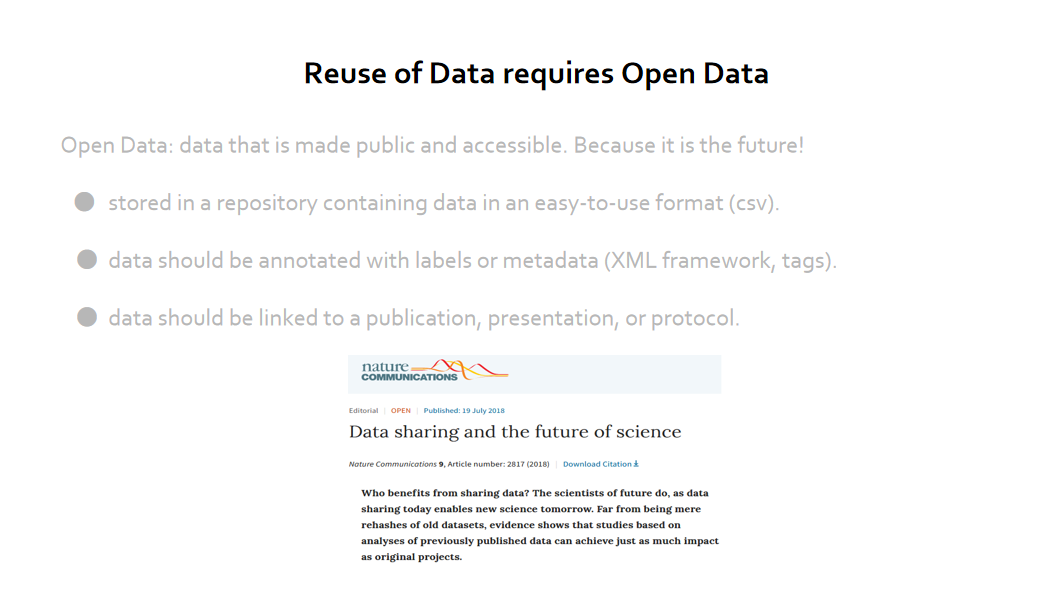 Reuse of Data requires Open Data
Open Data: data that is made public and accessible. Because it is the future!
● stored in a repository containing data in an easy-to-use format (csv).
● data should be annotated with labels or metadata (XML framework, tags).
● data should be linked to a publication, presentation, or protocol.
nature
COMMUNICATIONS
Editorial | OPEN | Published: 19 July 2018
Data sharing and the future of science
Nature Communications 9, Article number: 2817 (2018) | Download Citation
Who benefits from sharing data? The scientists of future do, as data
sharing today enables new science tomorrow. Far from being mere
rehashes of old datasets, evidence shows that studies based on
analyses of previously published data can achieve just as much impact
as original projects.